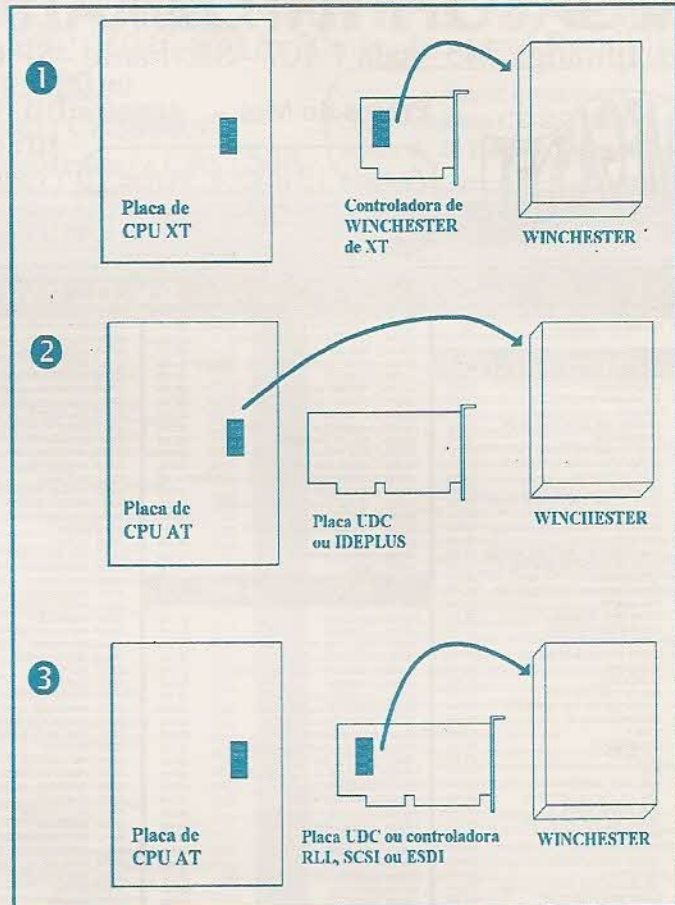 1
Placa de
CPU XT
Controladora de
WINCHESTER
de XT
WINCHESTER
2
Placa de
CPU AT
Placa UDC
ou IDEPLUS
WINCHESTER
3
Placa de
CPU AT
Placa UDC ou controladora
RLL, SCSI ou ESDI
WINCHESTER